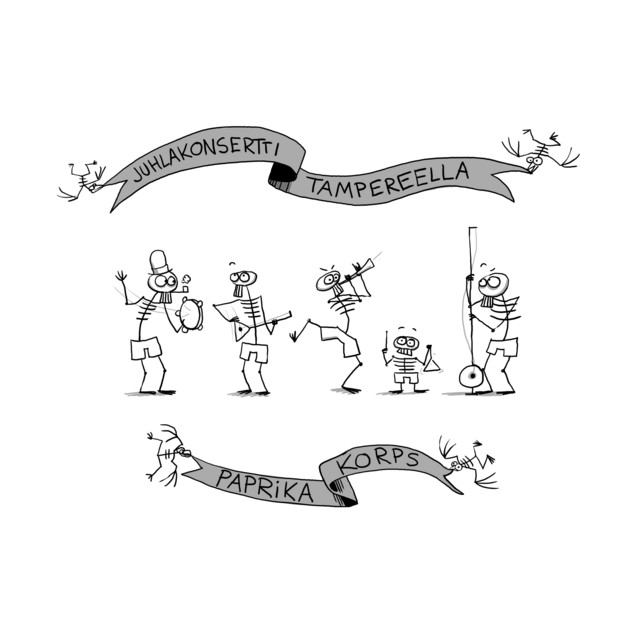 JUHLAKONSERTTI TAMPEREELLA
PAPRiKA KORPS